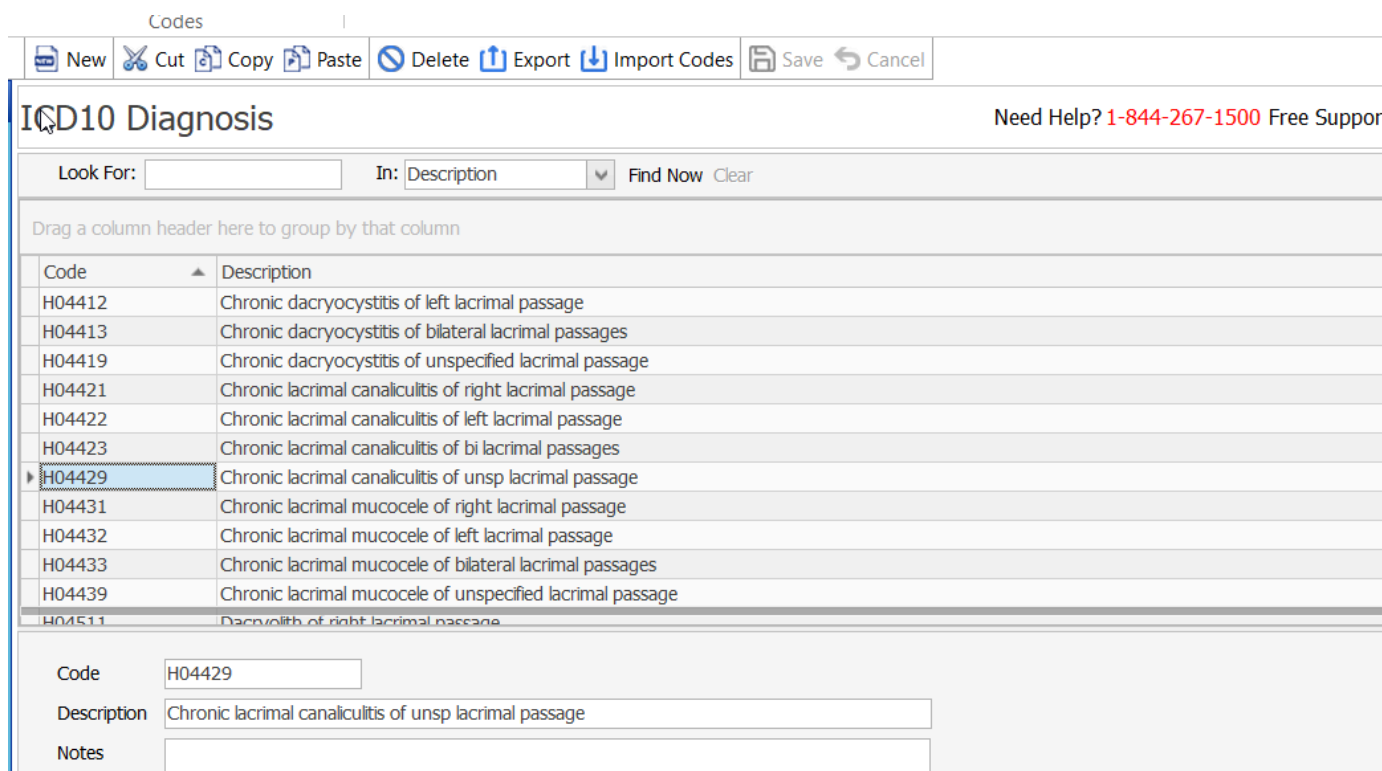 Codes
New Cut Copy Paste Delete Export Import Codes Save Cancel
ICD10 Diagnosis Need Help? 1-844-267-1500 Free Suppor
Look For: In: Description Find Now Clear
Drag a column header here to group by that column
Code Description
H04412 Chronic dacryocystitis of left lacrimal passage
H04413 Chronic dacryocystitis of bilateral lacrimal passages
H04419 Chronic dacryocystitis of unspecified lacrimal passage
H04421 Chronic lacrimal canaliculitis of right lacrimal passage
H04422 Chronic lacrimal canaliculitis of left lacrimal passage
H04423 Chronic lacrimal canaliculitis of bi lacrimal passages
H04429 Chronic lacrimal canaliculitis of unsp lacrimal passage
H04431 Chronic lacrimal mucocele of right lacrimal passage
H04432 Chronic lacrimal mucocele of left lacrimal passage
H04433 Chronic lacrimal mucocele of bilateral lacrimal passages
H04439 Chronic lacrimal mucocele of unspecified lacrimal passage
H04511 Dacryolith of right lacrimal passage
Code H04429
Description Chronic lacrimal canaliculitis of unsp lacrimal passage
Notes